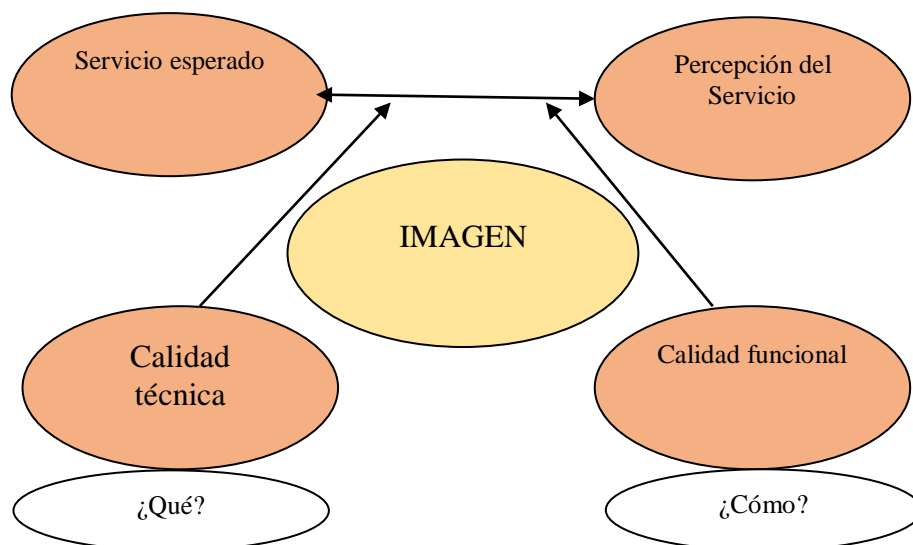 Servicio esperado
Percepción del
Servicio
IMAGEN
Calidad
técnica
Calidad funcional
¿Qué?
¿Cómo?